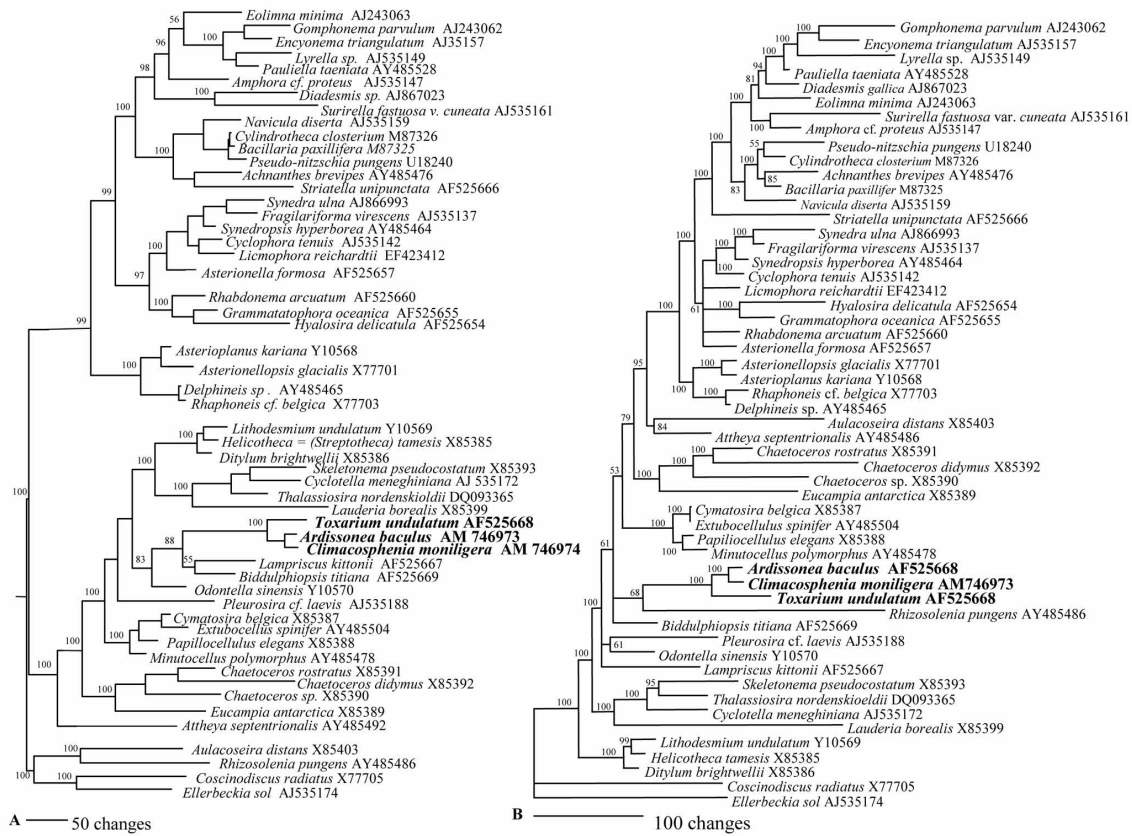 Eolimna minima AJ243063
Gomphonema parvulum AJ243062
Encyonema triangulatum AJ35157
Lyrella sp. AJ535149
Pauliella taeniata AY485528
Amphora cf. proteus AJ535147
Diadesmis sp. AJ867023
Surirella fastuosa v. cuneata AJ535161
Navicula diserta AJ535159
Cylindrotheca closterium M87326
Bacillaria paxillifera M87325
Pseudo-nitzschia pungens U18240
Achnanthes brevipes AY485476
Striatella unipunctata AF525666
Synedra ulna AJ866993
Fragilariforma virescens AJ535137
Synedropsis hyperborea AY485464
Cyclophora tenuis AJ535142
Licmophora reichardtii EF423412
Asterionella formosa AF525657
Rhabdonema arcuatum AF525660
Grammatatophora oceanica AF525655
Hyalosira delicatula AF525654
Asterioplanus kariana Y10568
Asterionellopsis glacialis X77701
Delphineis sp . AY485465
Rhaphoneis cf. belgica X77703
Lithodesmium undulatum Y10569
Helicotheca = (Streptotheca) tamesis X85385
Ditylum brightwellii X85386
Skeletonema pseudocostatum X85393
Cyclotella meneghiniana AJ 535172
Thalassiosira nordenskioldii DQ093365
Lauderia borealis X85399
Toxarium undulatum AF525668
Ardissonea baculus AM 746973
Climacosphenia moniligera AM 746974
Lampriscus kittonii AF525667
Biddulphiopsis titiana AF525669
Odontella sinensis Y10570
Pleurosira cf. laevis AJ535188
Cymatosira belgica X85387
Extubocellus spinifer AY485504
Papillocellulus elegans X85388
Minutocellus polymorphus AY485478
Chaetoceros rostratus X85391
Chaetoceros didymus X85392
Chaetoceros sp. X85390
Eucampia antarctica X85389
Attheya septentrionalis AY485492
Aulacoseira distans X85403
Rhizosolenia pungens AY485486
Coscinodiscus radiatus X77705
Ellerbeckia sol AJ535174
56
100
96
98
100
100
100
99
100
97
100
99
100
100
100
100
100
100
100
88
83
55
100
100
100
100
100
100
100
100
100
100
A
50 changes
Gomphonema parvulum AJ243062
Encyonema triangulatum AJ535157
Lyrella sp. AJ535149
Pauliella taeniata AY485528
Diadesmis gallica AJ867023
Eolimna minima AJ243063
Surirella fastuosa var. cuneata AJ535161
Amphora cf. proteus AJ535147
Pseudo-nitzschia pungens U18240
Cylindrotheca closterium M87326
Achnanthes brevipes AY485476
Bacillaria paxillifer M87325
Navicula diserta AJ535159
Striatella unipunctata AF525666
Synedra ulna AJ866993
Fragilariforma virescens AJ535137
Synedropsis hyperborea AY485464
Cyclophora tenuis AJ535142
Licmophora reichardtii EF423412
Hyalosira delicatula AF525654
Grammatophora oceanica AF525655
Rhabdonema arcuatum AF525660
Asterionella formosa AF525657
Asterionellopsis glacialis X77701
Asterioplanus kariana Y10568
Rhaphoneis cf. belgica X77703
Delphineis sp. AY485465
Aulacoseira distans X85403
Attheya septentrionalis AY485486
Chaetoceros rostratus X85391
Chaetoceros didymus X85392
Chaetoceros sp. X85390
Eucampia antarctica X85389
Cymatosira belgica X85387
Extubocellulus spinifer AY485504
Papiliocellulus elegans X85388
Minutocellus polymorphus AY485478
Ardissonea baculus AF525668
Climacosphenia moniligera AM746973
Toxarium undulatum AF525668
Rhizosolenia pungens AY485486
Biddulphiopsis titiana AF525669
Pleurosira cf. laevis AJ535188
Odontella sinensis Y10570
Lampriscus kittonii AF525667
Skeletonema pseudocostatum X85393
Thalassiosira nordenskioeldii DQ093365
Cyclotella meneghiniana AJ535172
Lauderia borealis X85399
Lithodesmium undulatum Y10569
Helicotheca tamesis X85385
Ditylum brightwellii X85386
Coscinodiscus radiatus X77705
Ellerbeckia sol AJ535174
100
100
100
94
81
100
100
100
55
100
85
83
100
100
100
100
100
100
61
100
100
100
100
100
95
84
79
100
100
100
53
100
100
61
100
100
68
100
61
100
95
100
100
99
100
B
100 changes